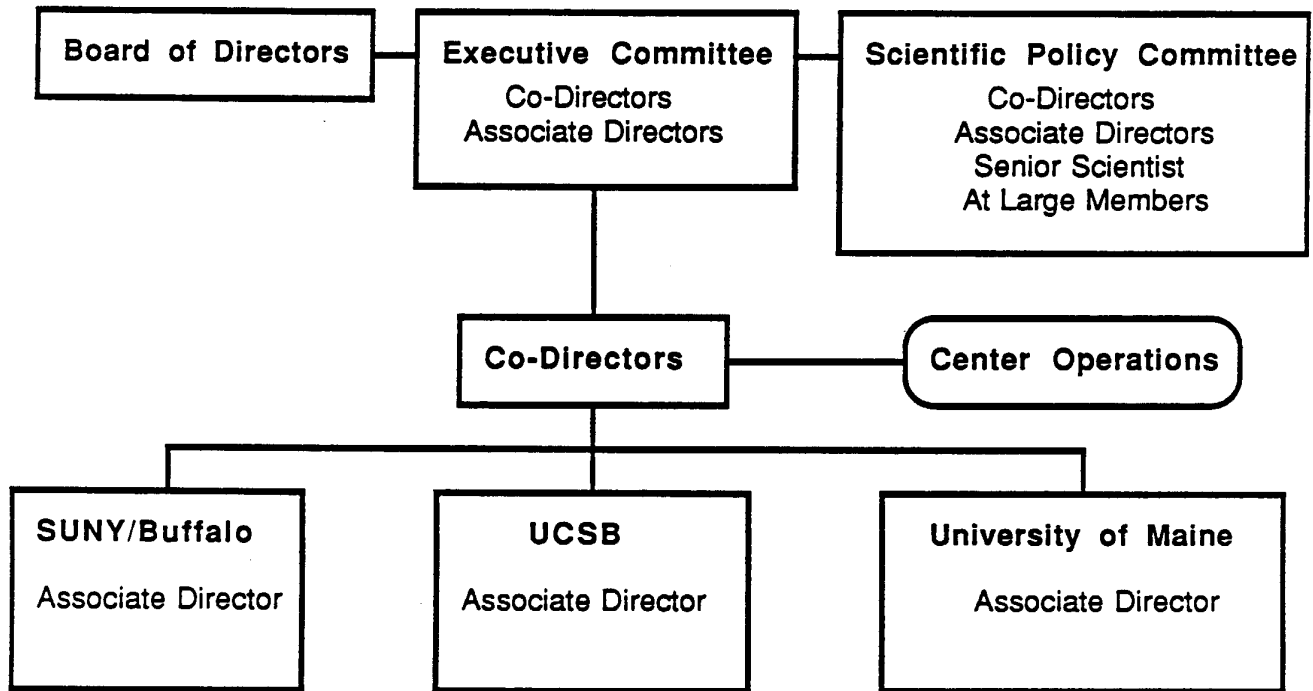 Board of Directors
Executive Committee
Co-Directors
Associate Directors
Scientific Policy Committee
Co-Directors
Associate Directors
Senior Scientist
At Large Members
Co-Directors
Center Operations
SUNY/Buffalo
Associate Director
UCSB
Associate Director
University of Maine
Associate Director